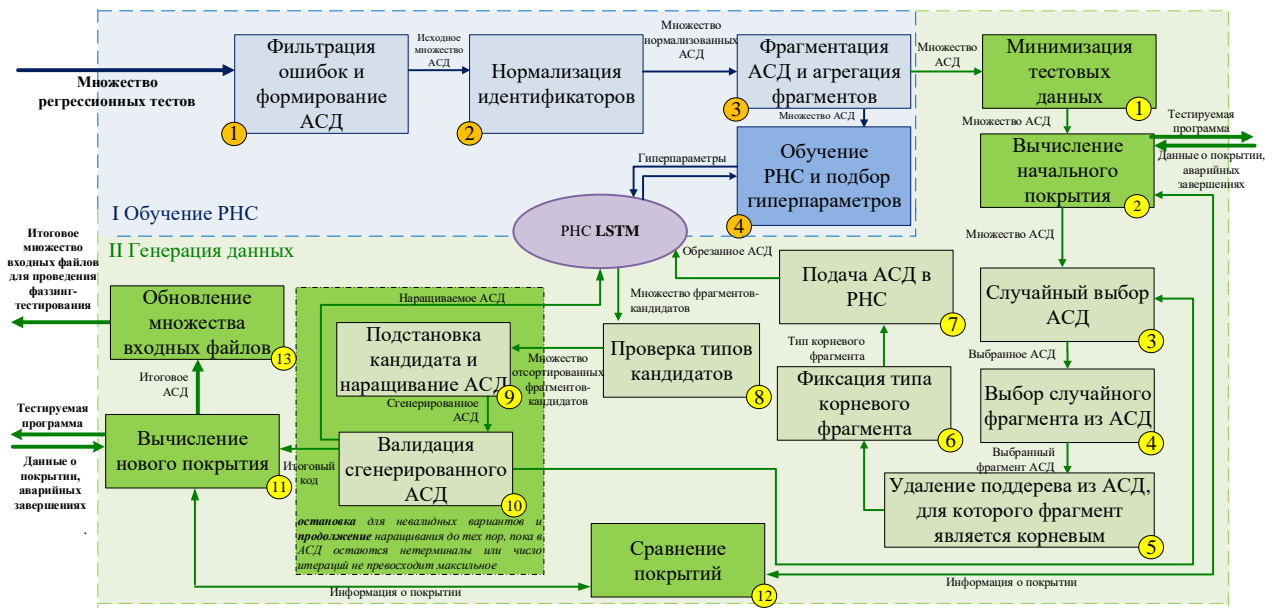 Множество
регрессионных тестов
Фильтрация
ошибок и
формирование
АСД
1
Исходное
множество
АСД
Нормализация
идентификаторов
2
Множество
нормализованных
АСД
Фрагментация
АСД и агрегация
фрагментов
3
Множество
АСД
Минимизация
тестовых
данных
1
Множество АСД
Множество АСД
Тестируемая
программа
Данные о покрытии,
аварийных
завершениях
Обучение
РНС и подбор
гиперпараметров
4
Гиперпараметры
Вычисление
начального
покрытия
2
I Обучение РНС
РНС LSTM
Множество АСД
II Генерация данных
Итоговое
множество
входных файлов
для проведения
фаззинг-
тестирования
Обрезанное АСД
Подача АСД в
РНС
7
Случайный выбор
АСД
3
Наращиваемое АСД
Множество фрагментов-
кандидатов
Обновление
множества
входных файлов
13
Подстановка
кандидата и
наращивание АСД
9
Множество
отсортированных
фрагментов-
кандидатов
Проверка типов
кандидатов
8
Тип корневого
фрагмента
Выбранное АСД
Фиксация типа
корневого
фрагмента
6
Выбор случайного
фрагмента из АСД
4
Итоговое
АСД
Сгенерированное
АСД
Тестируемая
программа
Данные о
покрытии,
аварийных
завершениях
.
Вычисление
нового покрытия
11
Итоговый
код
Валидация
сгенерированного
АСД
10
Выбранный
фрагмент АСД
Удаление поддерева из АСД,
для которого фрагмент
является корневым
5
остановка для невалидных вариантов и
продолжение наращивания до тех пор, пока в
АСД остаются нетерминалы или число
итераций не превосходит максимальное
Сравнение
покрытий
12
Информация о покрытии
Информация о покрытии